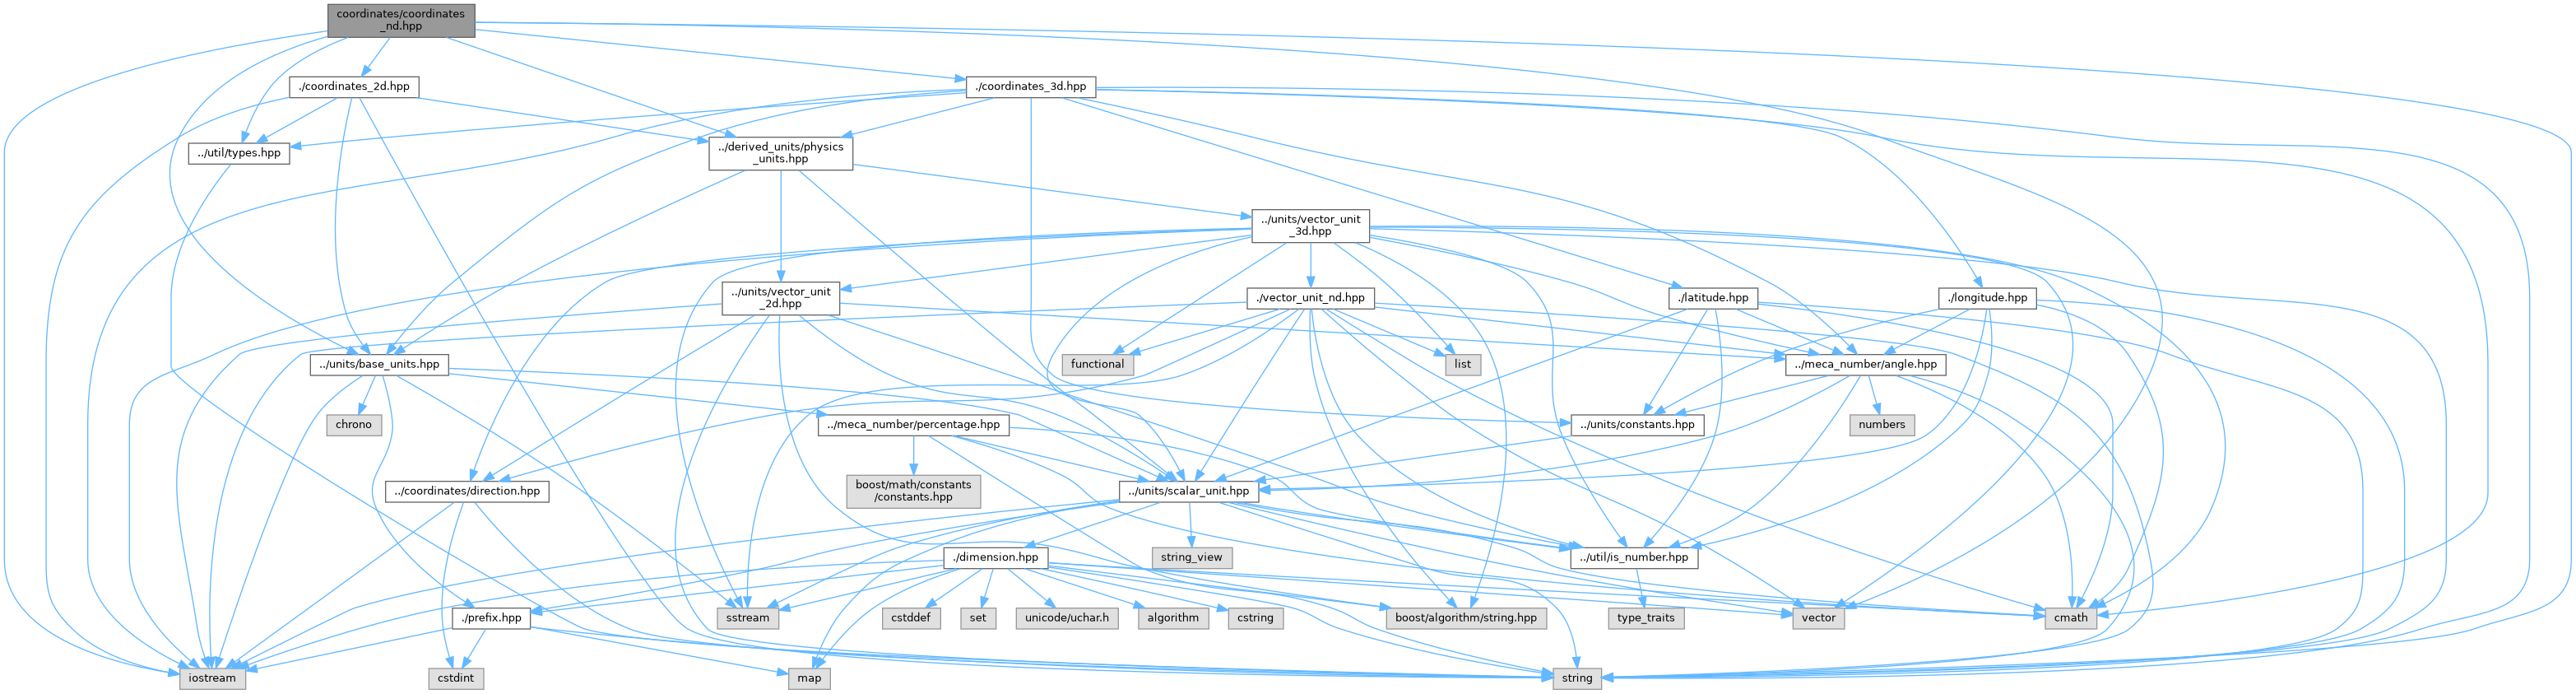 coordinates/coordinates
_nd.hpp
./coordinates_2d.hpp
./coordinates_3d.hpp
../util/types.hpp
../derived_units/physics
_units.hpp
../units/vector_unit
_3d.hpp
../units/vector_unit
_2d.hpp
./vector_unit_nd.hpp
./latitude.hpp
./longitude.hpp
../units/base_units.hpp
functional
list
../meca_number/angle.hpp
chrono
../meca_number/percentage.hpp
../units/constants.hpp
numbers
../coordinates/direction.hpp
boost/math/constants
/constants.hpp
../units/scalar_unit.hpp
./dimension.hpp
string_view
../util/is_number.hpp
./prefix.hpp
sstream
cstddef
set
unicode/uchar.h
algorithm
cstring
boost/algorithm/string.hpp
type_traits
vector
cmath
iostream
cstdint
map
string